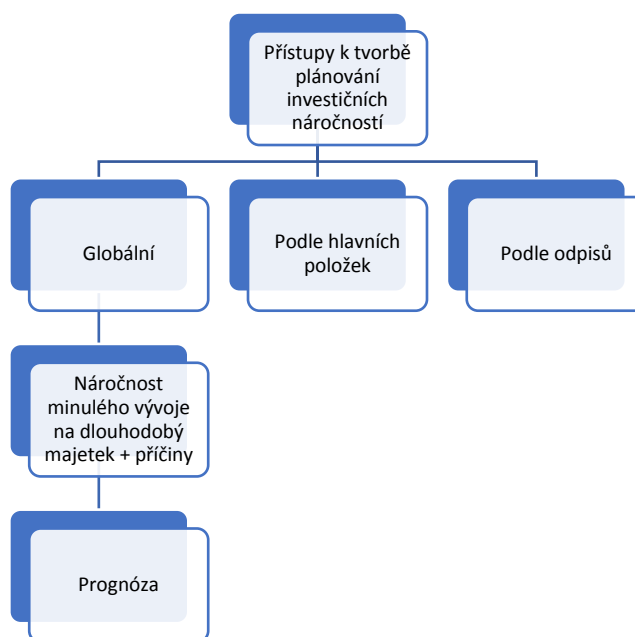 Přístupy k tvorbě
plánování
investičních
náročností
Globální
Podle hlavních
položek
Podle odpisů
Náročnost
minulého vývoje
na dlouhodobý
majetek + příčiny
Prognóza